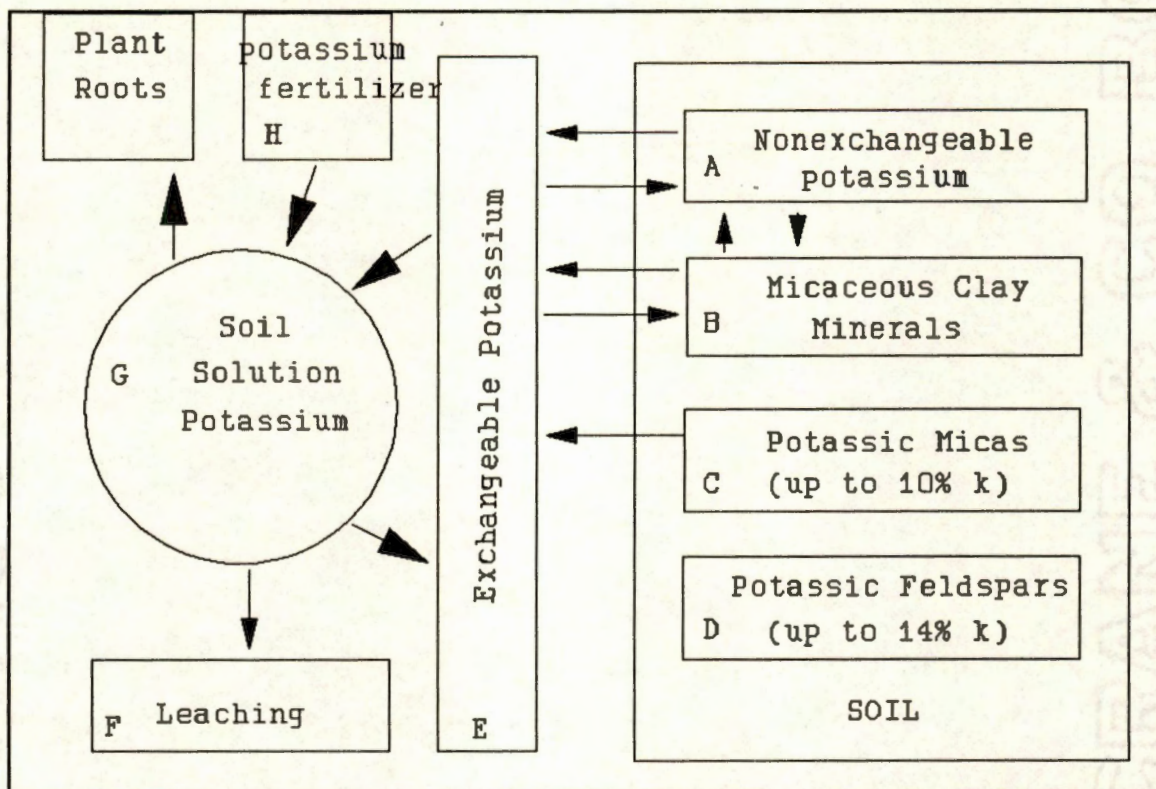 Plant
Roots
potassium
fertilizer
H
Exchangeable Potassium
E
A
Nonexchangeable
potassium
B
Micaceous Clay
Minerals
C
Potassic Micas
(up to 10% k)
D
Potassic Feldspars
(up to 14% k)
SOIL
G
Soil
Solution
Potassium
F
Leaching